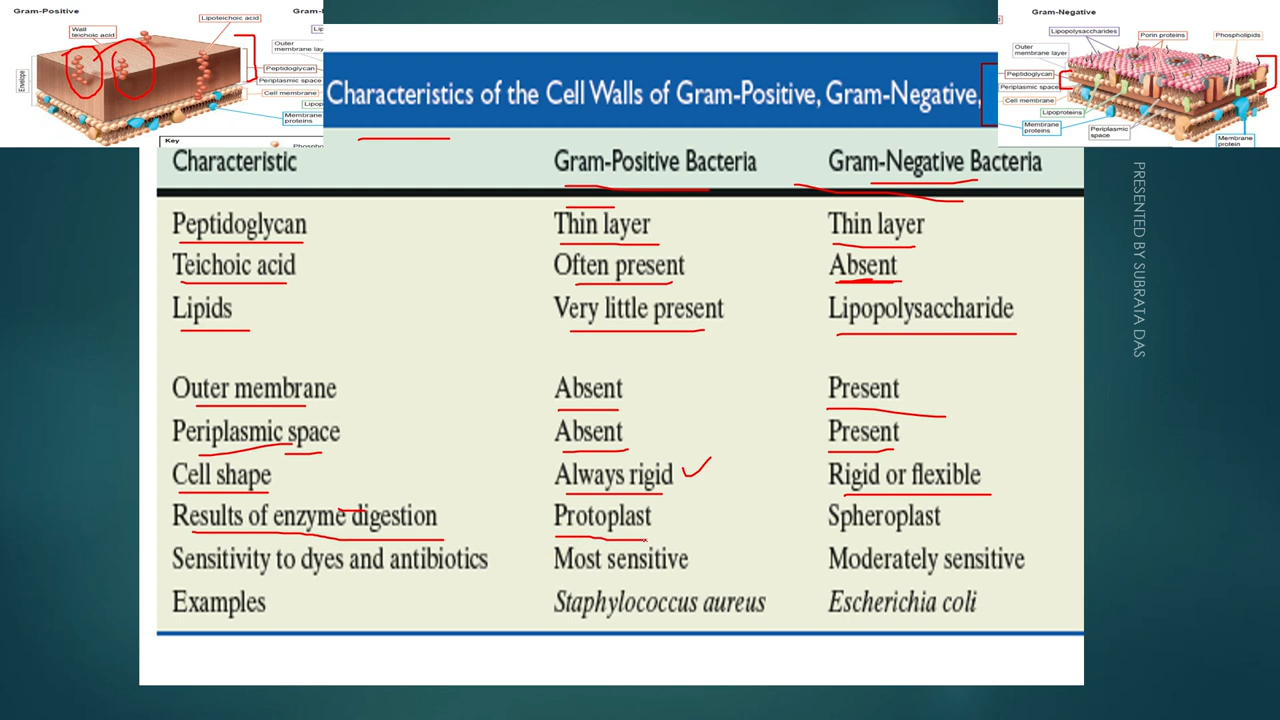 Gram-Positive
Gram-N
Lipoteichoic acid
Wall
teichoic acid
Outer
membrane lay
Envelope
Peptidoglycan
Periplasmic space
Cell membrane
Lipop
Membrane
proteins
Key
Gram-Negative
Lipopolysaccharides
Porin proteins
Phospholipids
Outer
membrane layer
Peptidoglycan
Periplasmic space
Cell membrane
Lipoproteins
Membrane
proteins
Periplasmic
space
Membrane
protein
Characteristics of the Cell Walls of Gram-Positive, Gram-Negative,
Characteristic Gram-Positive Bacteria Gram-Negative Bacteria
Peptidoglycan Thin layer Thin layer
Teichoic acid Often present Absent
Lipids Very little present Lipopolysaccharide
Outer membrane Absent Present
Periplasmic space Absent Present
Cell shape Always rigid Rigid or flexible
Results of enzyme digestion Protoplast Spheroplast
Sensitivity to dyes and antibiotics Most sensitive Moderately sensitive
Examples Staphylococcus aureus Escherichia coli
PRESENTED BY SUBRATA DAS